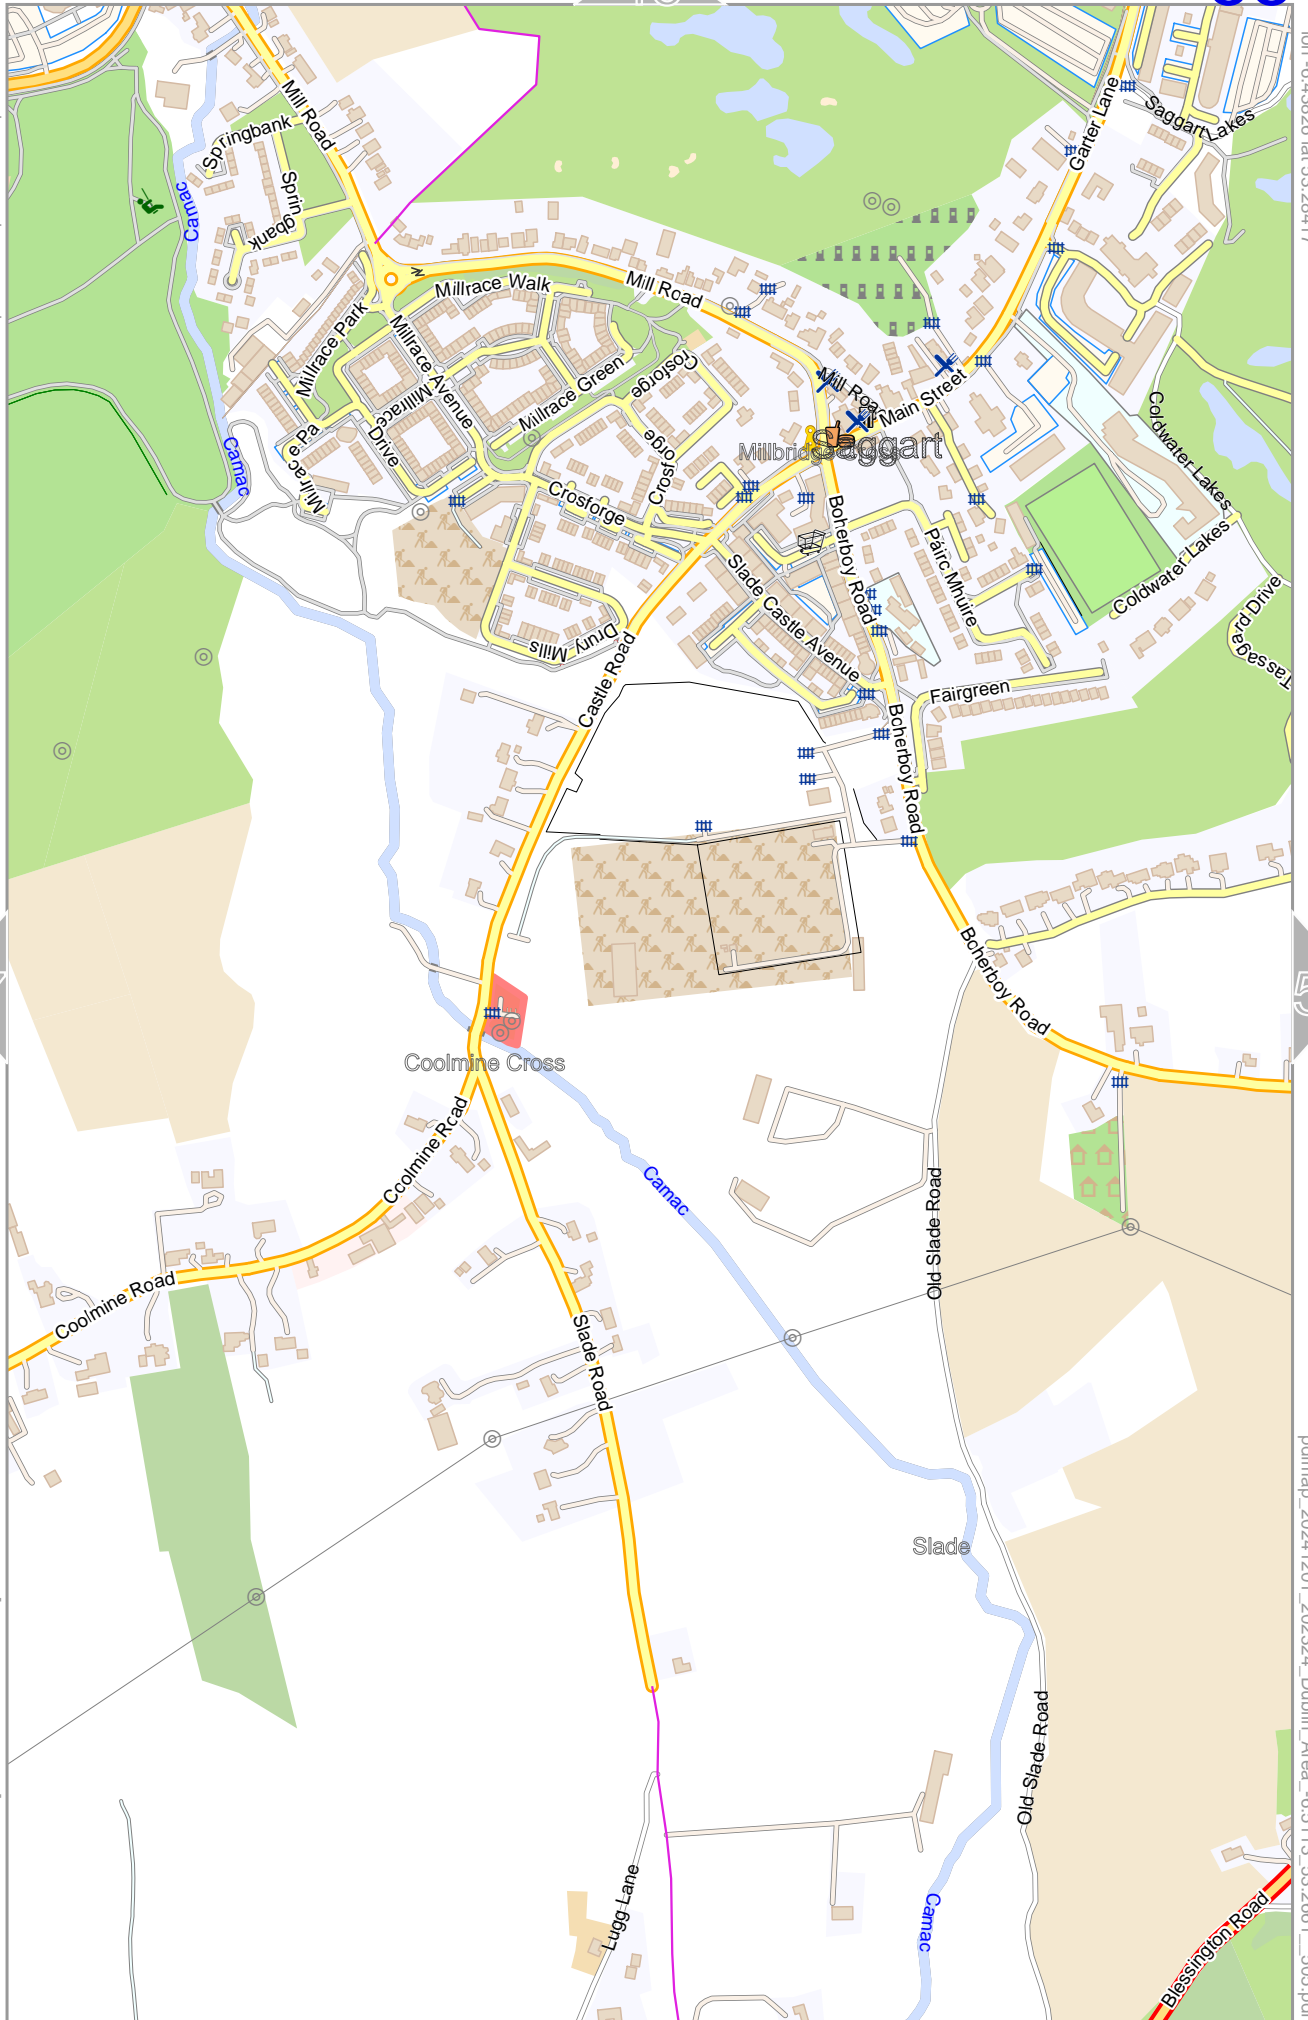 Mill Road
Garter Lane
Saggart Lakes
Springbank
Springbank
Camac
Millrace Walk
Mill Road
Millrace Park
Millrace Avenue
Millrace Green
Crosforge
Mill Road
Main Street
Saggart
Coldwater Lakes
Millrace
Drive
Millrace Pa
Camac
Crosforge
Crosforge
Boherboy Road
Páirc Mhuire
Coldwater Lakes
Slade Castle Avenue
Drury Mills
Castle Road
Tassagard Drive
Fairgreen
Boherboy Road
Boherboy Road
Coolmine Cross
Coolmine Road
Camac
Old Slade Road
Coolmine Road
Slade Road
Slade
Old Slade Road
Lugg Lane
Camac
Blessington Road